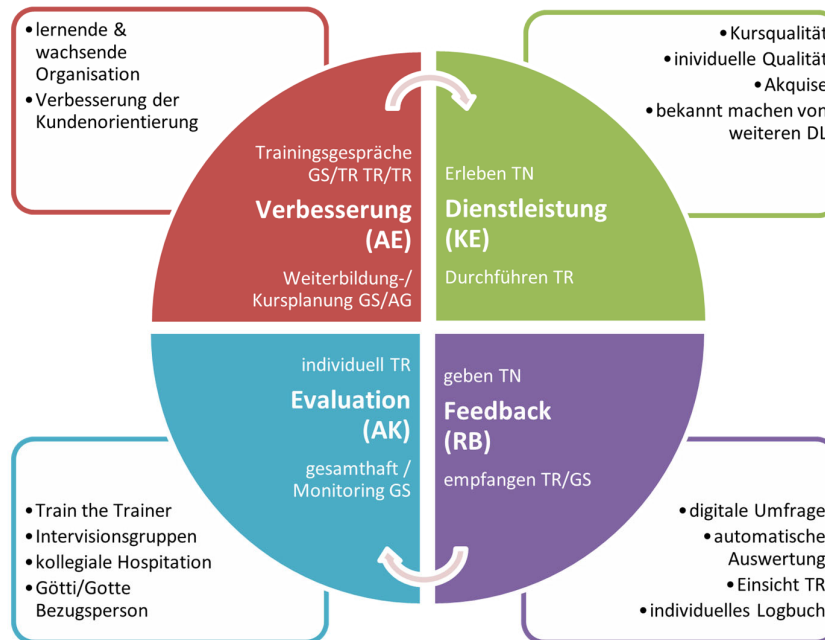 • lernende &
wachsende
Organisation
• Verbesserung der
Kundenorientierung
• Kursqualität
• inividuelle Qualität
• Akquise
• bekannt machen von
weiteren DL
Trainingsgespräche
GS/TR TR/TR
Verbesserung
(AE)
Weiterbildung-/
Kursplanung GS/AG
Erleben TN
Dienstleistung
(KE)
Durchführen TR
individuell TR
Evaluation
(AK)
gesamthaft /
Monitoring GS
geben TN
Feedback
(RB)
empfangen TR/GS
• Train the Trainer
• Intervisionsgruppen
• kollegiale Hospitation
• Götti/Gotte
Bezugsperson
• digitale Umfrage
• automatische
Auswertung
• Einsicht TR
• individuelles Logbuch